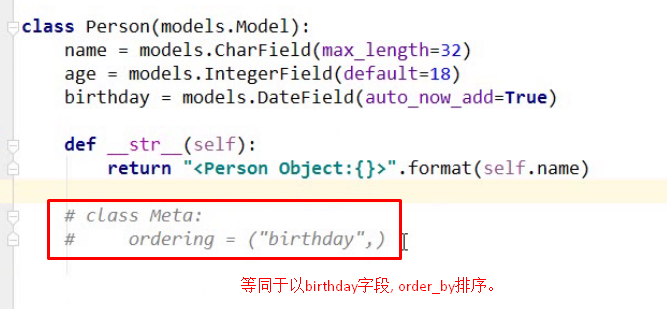 class Person(models.Model):
    name = models.CharField(max_length=32)
    age = models.IntegerField(default=18)
    birthday = models.DateField(auto_now_add=True)
    def __str__(self):
        return "<Person Object:{}>".format(self.name)
    # class Meta:
    #     ordering = ("birthday",)
等同于以birthday字段, order_by排序。